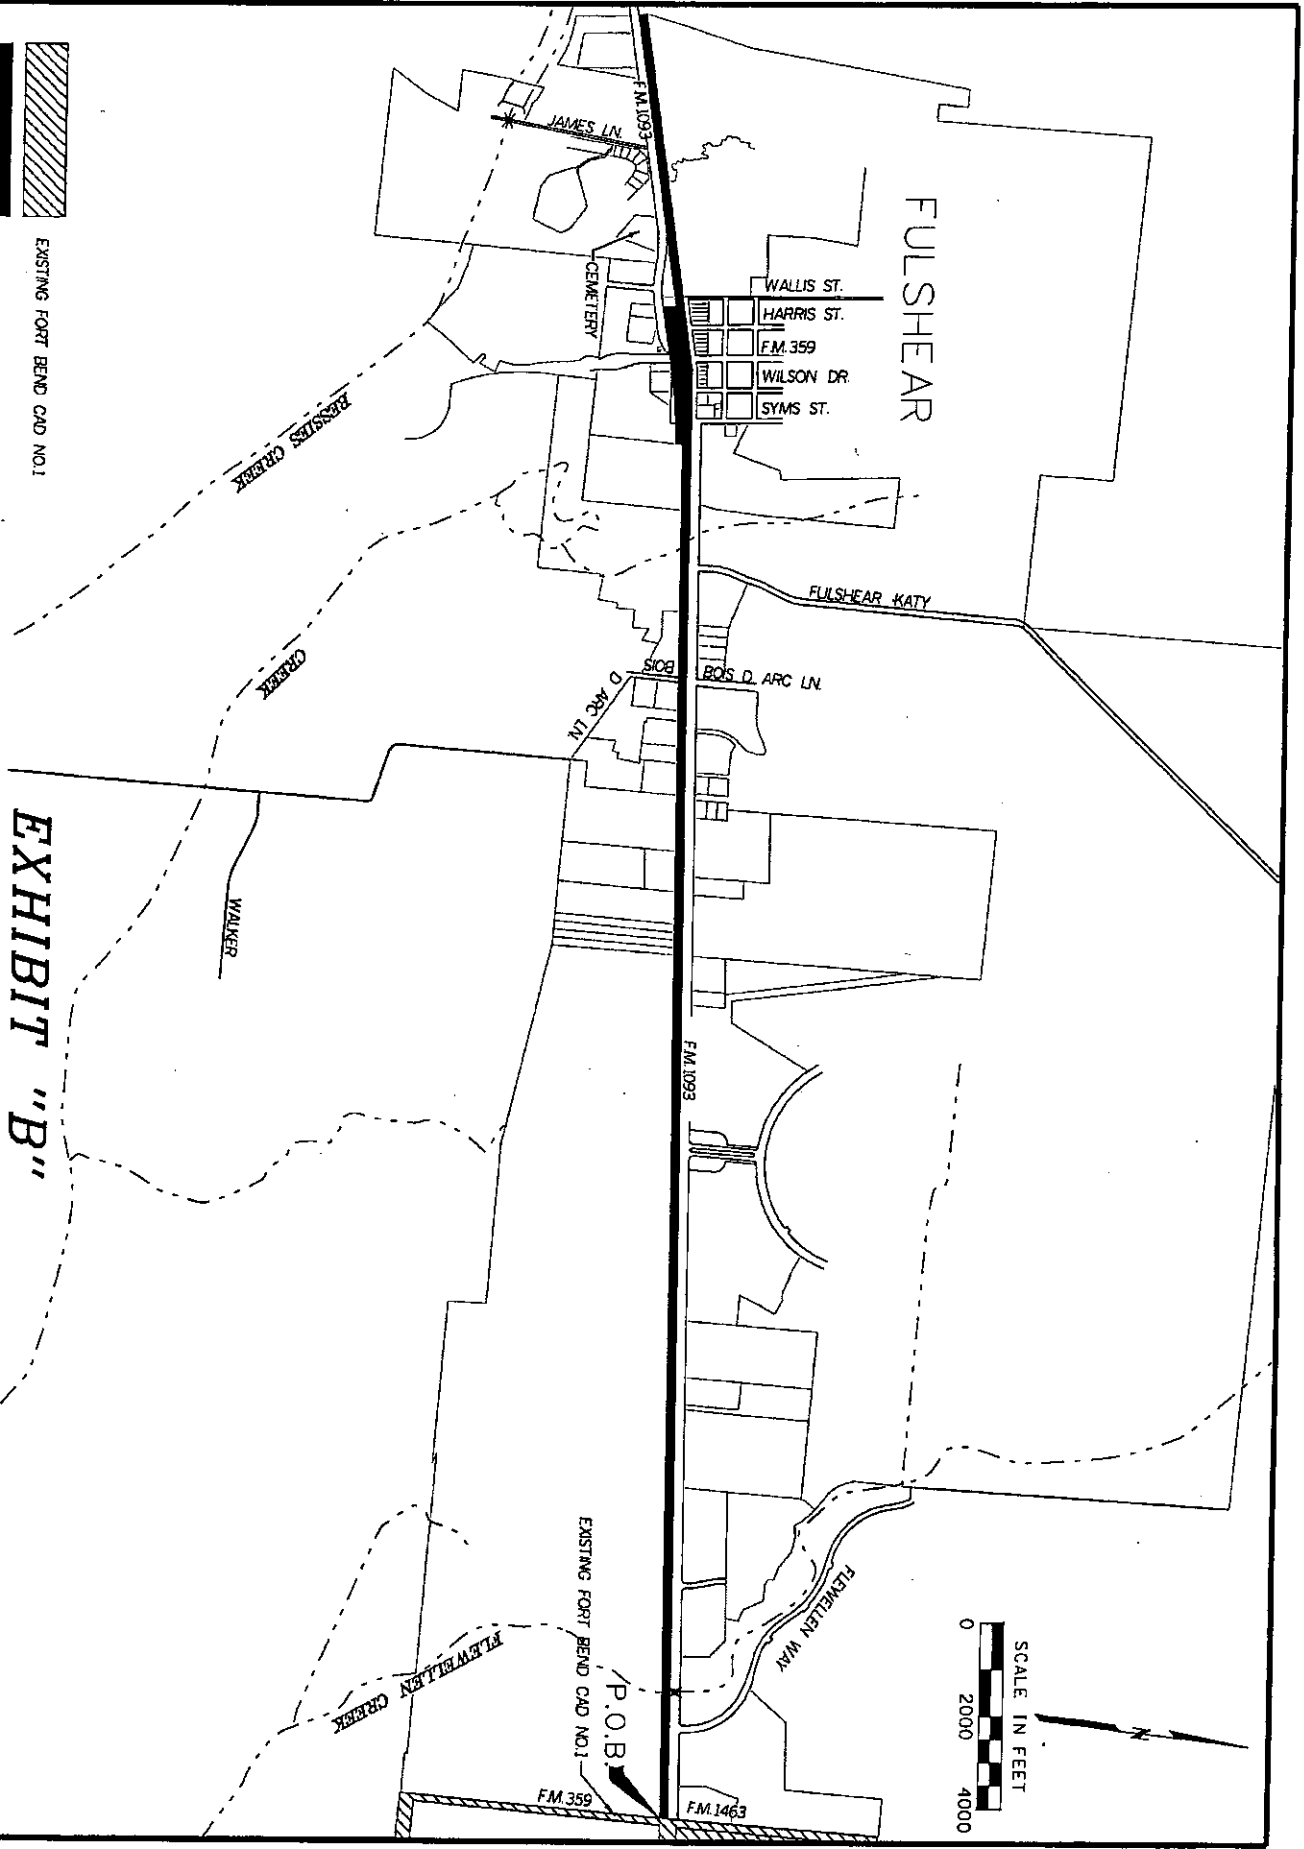 FULSHEAR
SCALE IN FEET
0 2000 4000
N
F.M. 1093
JAMES LN.
CEMETERY
WALLIS ST.
HARRIS ST.
F.M. 359
WILSON DR.
SYMS ST.
FULSHEAR KATY
BOIS D ARC LN.
BOIS
D ARC LN.
BESSIES CREEK
CREEK
WALKER
F.M. 1093
FLEWELLEN WAY
FLEWELLEN CREEK
EXISTING FORT BEND CAD NO.1
P.O.B.
F.M. 359
F.M. 1463
EXISTING FORT BEND CAD NO.1
EXHIBIT "B"